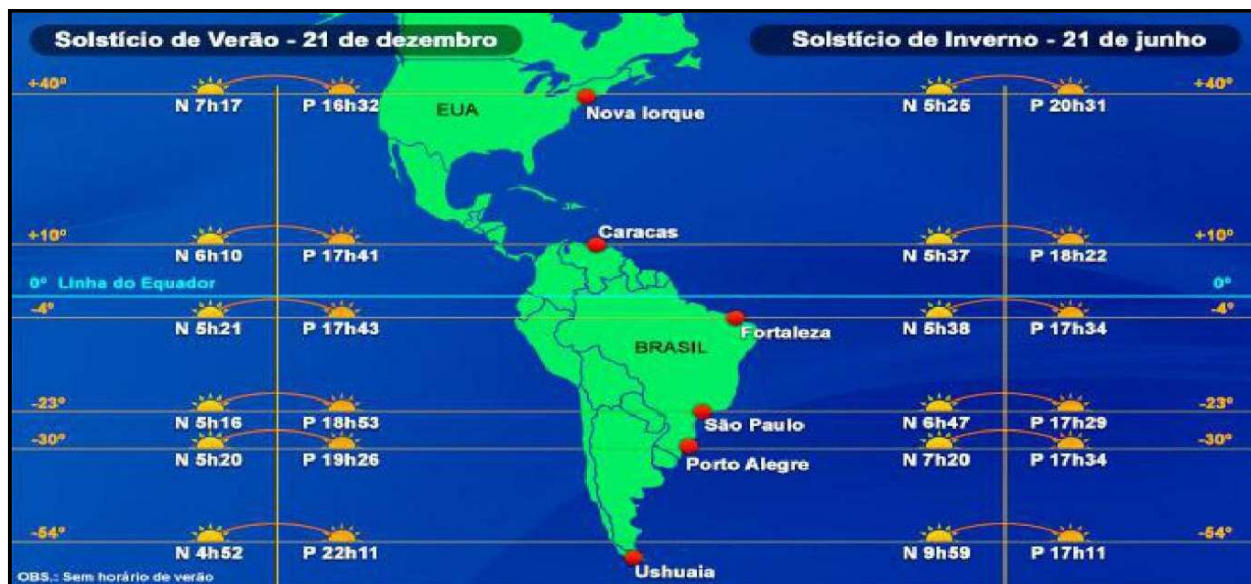 Solstício de Verão - 21 de dezembro
Solstício de Inverno - 21 de junho
+40º
N 7h17
P 16h32
EUA
Nova Iorque
N 5h25
P 20h31
+40º
+10º
N 6h10
P 17h41
Caracas
N 5h37
P 18h22
+10º
0º Linha do Equador
0º
-4º
N 5h21
P 17h43
Fortaleza
BRASIL
N 5h38
P 17h34
-4º
-23º
N 5h16
P 18h53
São Paulo
N 6h47
P 17h29
-23º
-30º
N 5h20
P 19h26
Porto Alegre
N 7h20
P 17h34
-30º
-54º
N 4h52
P 22h11
Ushuaia
N 9h59
P 17h11
-54º
OBS.: Sem horário de verão